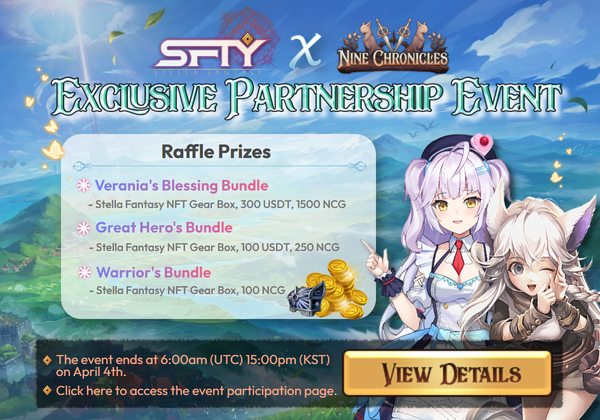 SFTY X NINE CHRONICLES
STELLA FANTASY
EXCLUSIVE PARTNERSHIP EVENT
Raffle Prizes
Verania's Blessing Bundle
- Stella Fantasy NFT Gear Box, 300 USDT, 1500 NCG
Great Hero's Bundle
- Stella Fantasy NFT Gear Box, 100 USDT, 250 NCG
Warrior's Bundle
- Stella Fantasy NFT Gear Box, 100 NCG
The event ends at 6:00am (UTC) 15:00pm (KST)
on April 4th.
Click here to access the event participation page.
VIEW DETAILS